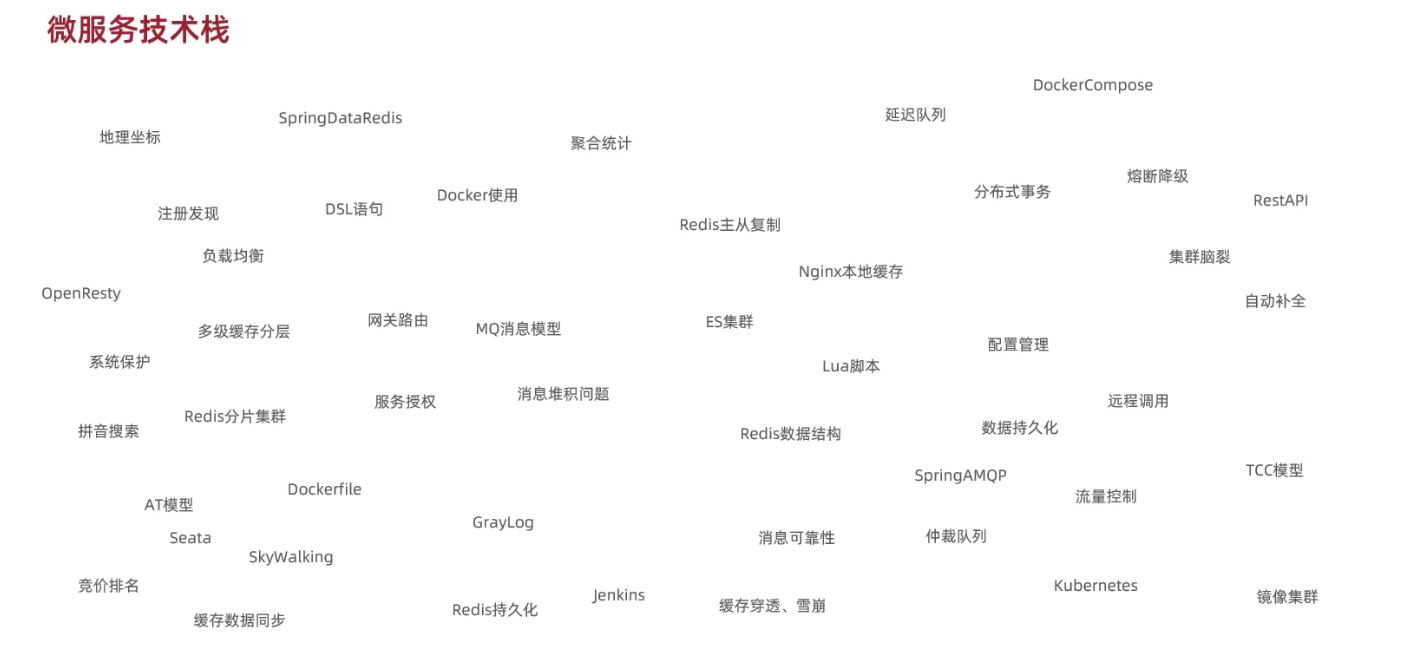 微服务技术栈
DockerCompose
延迟队列
SpringDataRedis
地理坐标
聚合统计
熔断降级
分布式事务
Docker使用
RestAPI
DSL语句
注册发现
Redis主从复制
负载均衡
集群脑裂
Nginx本地缓存
OpenResty
自动补全
网关路由
ES集群
MQ消息模型
多级缓存分层
配置管理
系统保护
Lua脚本
消息堆积问题
服务授权
远程调用
Redis分片集群
数据持久化
拼音搜索
Redis数据结构
TCC模型
SpringAMQP
Dockerfile
流量控制
AT模型
GrayLog
仲裁队列
Seata
消息可靠性
SkyWalking
竞价排名
Kubernetes
Jenkins
镜像集群
缓存穿透、雪崩
Redis持久化
缓存数据同步